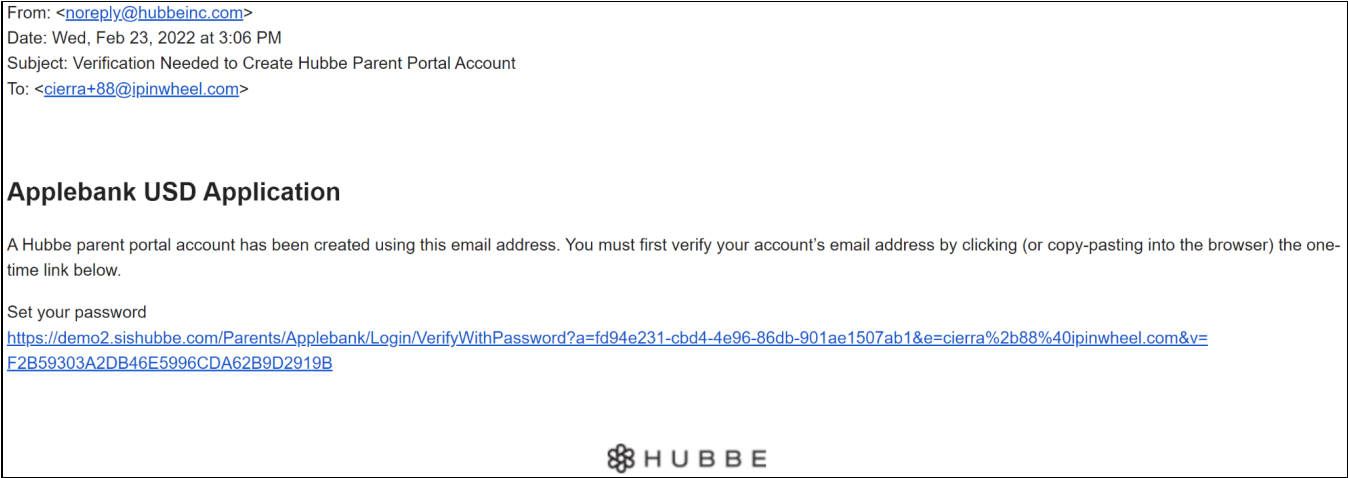 From: <noreply@hubbeinc.com>
Date: Wed, Feb 23, 2022 at 3:06 PM
Subject: Verification Needed to Create Hubbe Parent Portal Account
To: <cierra+88@ipinwheel.com>
Applebank USD Application
A Hubbe parent portal account has been created using this email address. You must first verify your account’s email address by clicking (or copy-pasting into the browser) the one-
time link below.
Set your password
https://demo2.sishubbe.com/Parents/Applebank/Login/VerifyWithPassword?a=fd94e231-cbd4-4e96-86db-901ae1507ab1&e=cierra%2b88%40ipinwheel.com&v=
F2B59303A2DB46E5996CDA62B9D2919B
HUBBE